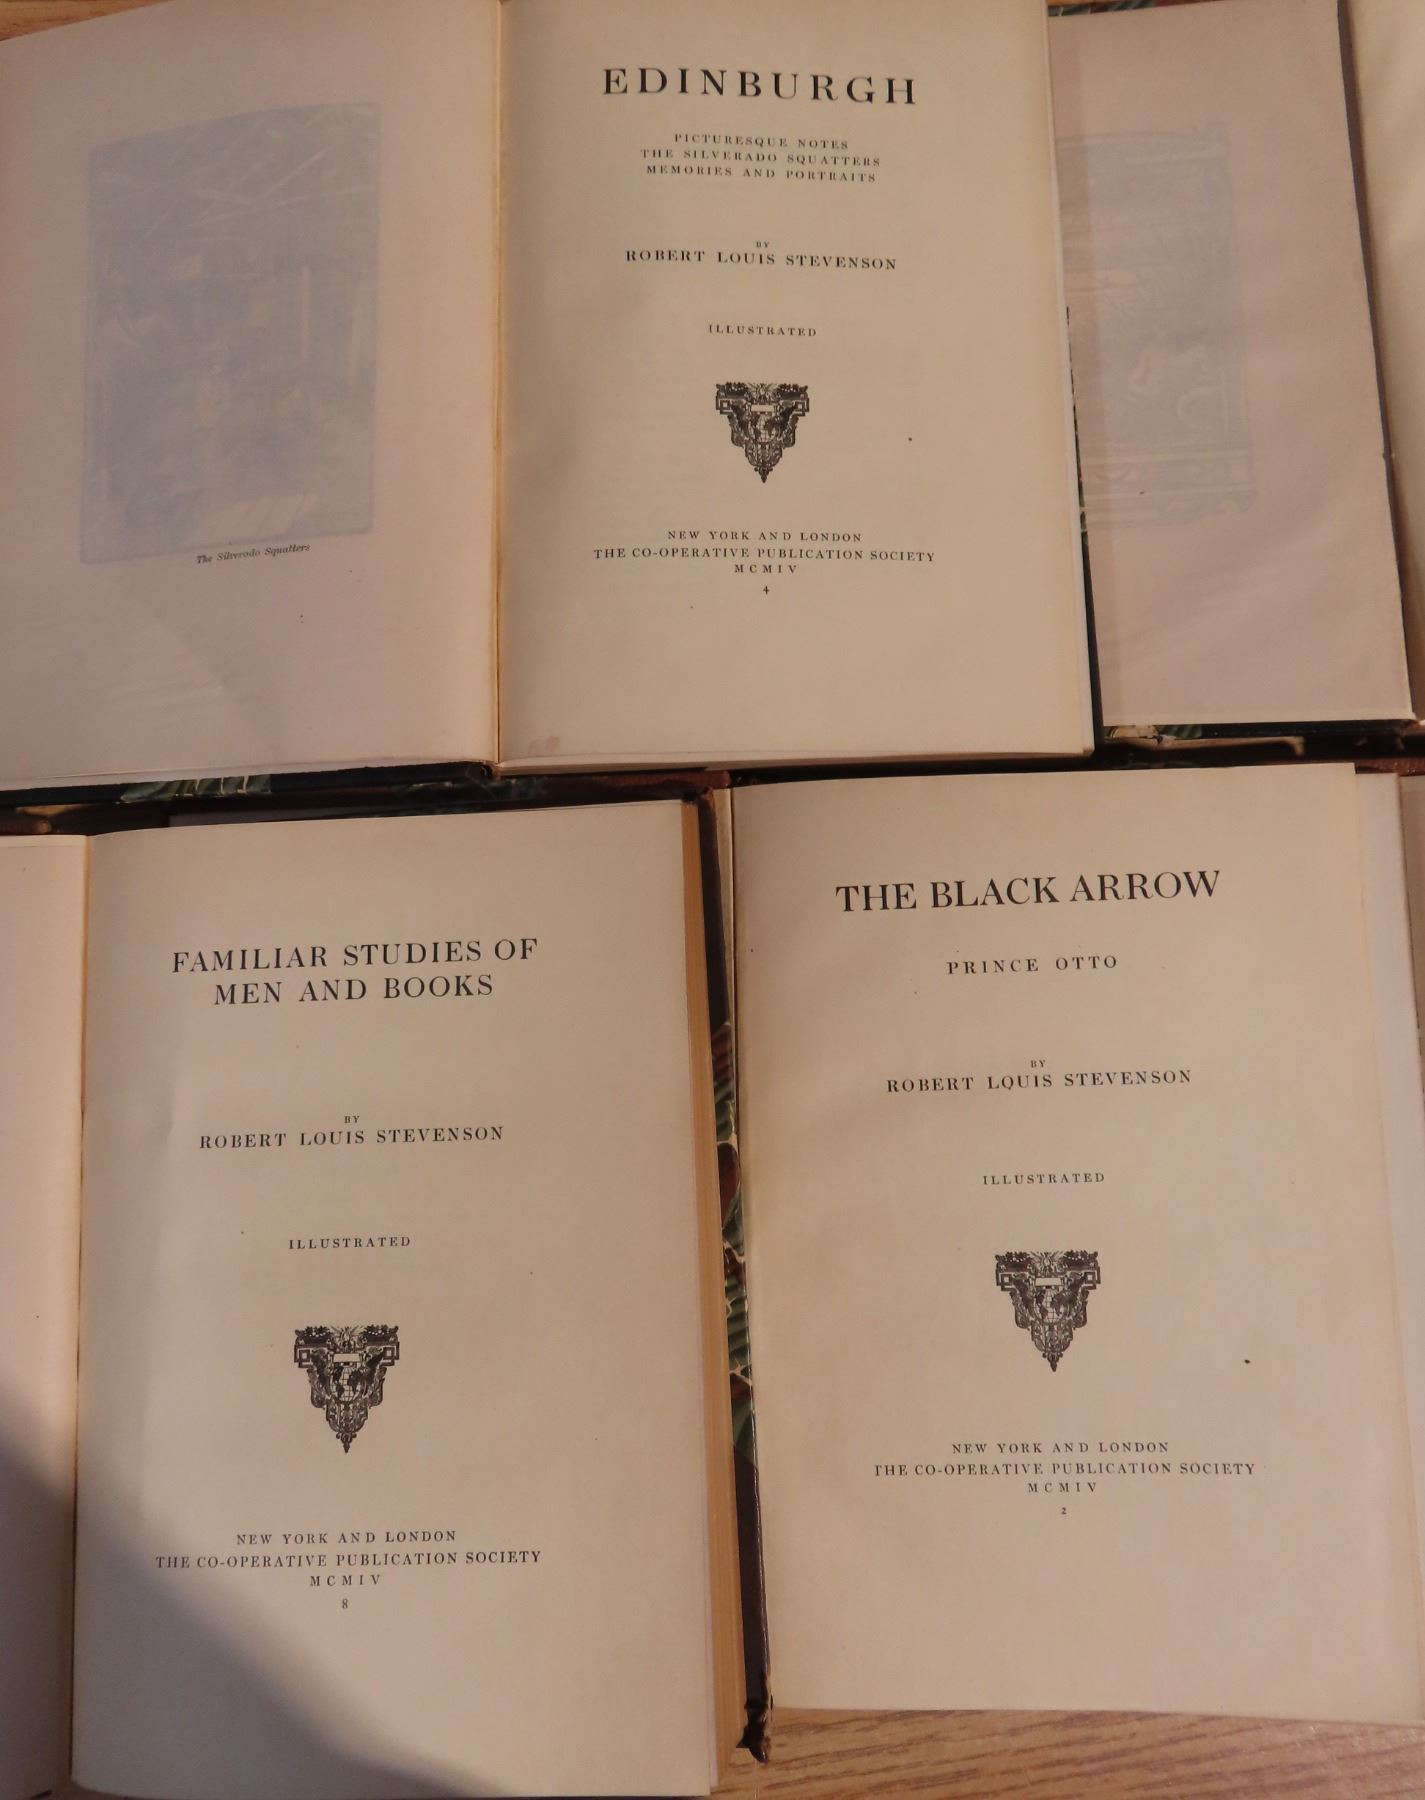 The Silverado Squatters
EDINBURGH
PICTURESQUE NOTES
THE SILVERADO SQUATTERS
MEMORIES AND PORTRAITS
BY
ROBERT LOUIS STEVENSON
ILLUSTRATED
NEW YORK AND LONDON
THE CO-OPERATIVE PUBLICATION SOCIETY
MCMIV
4
FAMILIAR STUDIES OF
MEN AND BOOKS
BY
ROBERT LOUIS STEVENSON
ILLUSTRATED
NEW YORK AND LONDON
THE CO-OPERATIVE PUBLICATION SOCIETY
MCMIV
8
THE BLACK ARROW
PRINCE OTTO
BY
ROBERT LOUIS STEVENSON
ILLUSTRATED
NEW YORK AND LONDON
THE CO-OPERATIVE PUBLICATION SOCIETY
MCMIV
2